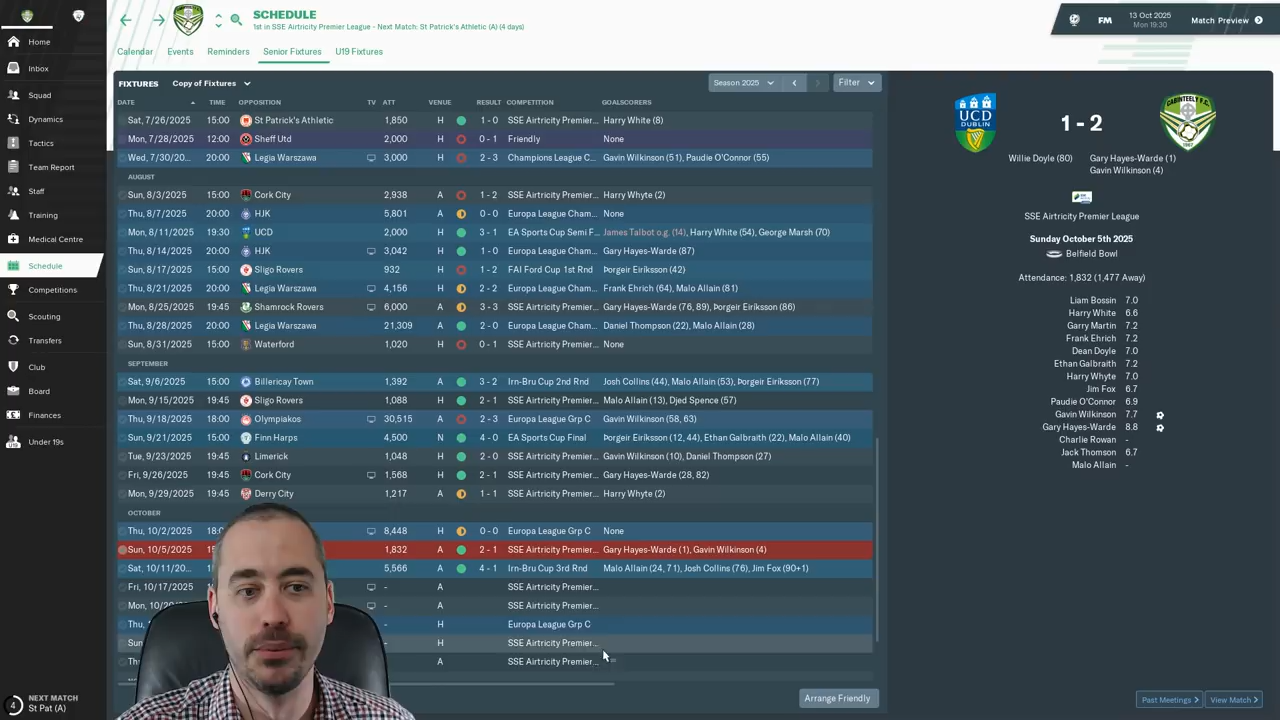 SCHEDULE
1st in SSE Airtricity Premier League - Next Match: St Patrick's Athletic (A) (4 days)
FM
13 Oct 2025
Mon 19:30
Match Preview
Calendar Events Reminders Senior Fixtures U19 Fixtures
Home
Inbox
Squad
Dynamics
Tactics
Team Report
Staff
Training
Medical Centre
Schedule
Competitions
Scouting
Transfers
Club
Board
Finances
Under 19s
NEXT MATCH
St Pat (A)
4
FIXTURES Copy of Fixtures Season 2025 Filter
DATE TIME OPPOSITION TV ATT VENUE RESULT COMPETITION GOALSCORERS
Sat, 7/26/2025 15:00 St Patrick's Athletic 1,850 H 1 - 0 SSE Airtricity Premier... Harry White (8)
Mon, 7/28/2025 12:00 Sheff Utd 2,000 H 0 - 1 Friendly None
Wed, 7/30/20... 20:00 Legia Warszawa 3,000 H 2 - 3 Champions League C... Gavin Wilkinson (51), Paudie O'Connor (55)
AUGUST
Sun, 8/3/2025 15:00 Cork City 2,938 A 1 - 2 SSE Airtricity Premier... Harry Whyte (2)
Thu, 8/7/2025 20:00 HJK 5,801 A 0 - 0 Europa League Cham... None
Mon, 8/11/2025 19:30 UCD 2,000 H 3 - 1 EA Sports Cup Semi F... James Talbot o.g. (14), Harry White (54), George Marsh (70)
Thu, 8/14/2025 20:00 HJK 3,042 H 1 - 0 Europa League Cham... Gary Hayes-Warde (87)
Sun, 8/17/2025 15:00 Sligo Rovers 932 H 1 - 2 FAI Ford Cup 1st Rnd Þorgeir Eiríksson (42)
Thu, 8/21/2025 20:00 Legia Warszawa 4,156 H 2 - 2 Europa League Cham... Frank Ehrich (64), Malo Allain (81)
Mon, 8/25/2025 19:45 Shamrock Rovers 6,000 A 3 - 3 SSE Airtricity Premier... Gary Hayes-Warde (76, 89), Þorgeir Eiríksson (86)
Thu, 8/28/2025 20:00 Legia Warszawa 21,309 A 2 - 0 Europa League Cham... Daniel Thompson (22), Malo Allain (28)
Sun, 8/31/2025 15:00 Waterford 1,020 H 0 - 1 SSE Airtricity Premier... None
SEPTEMBER
Sat, 9/6/2025 15:00 Billericay Town 1,392 A 3 - 2 Irn-Bru Cup 2nd Rnd Josh Collins (44), Malo Allain (53), Þorgeir Eiríksson (77)
Mon, 9/15/2025 19:45 Sligo Rovers 1,088 H 2 - 1 SSE Airtricity Premier... Malo Allain (13), Djed Spence (57)
Thu, 9/18/2025 18:00 Olympiakos 30,515 A 2 - 3 Europa League Grp C Gavin Wilkinson (58, 63)
Sun, 9/21/2025 15:00 Finn Harps 4,500 N 4 - 0 EA Sports Cup Final Þorgeir Eiríksson (12, 44), Ethan Galbraith (22), Malo Allain (40)
Tue, 9/23/2025 19:45 Limerick 1,048 H 2 - 0 SSE Airtricity Premier... Gavin Wilkinson (10), Daniel Thompson (27)
Fri, 9/26/2025 19:45 Cork City 1,568 H 2 - 1 SSE Airtricity Premier... Gary Hayes-Warde (28, 82)
Mon, 9/29/2025 19:45 Derry City 1,217 A 1 - 1 SSE Airtricity Premier... Harry Whyte (2)
OCTOBER
Thu, 10/2/2025 8,448 H 0 - 0 Europa League Grp C None
Sun, 10/5/2025 1,832 A 2 - 1 SSE Airtricity Premier... Gary Hayes-Warde (1), Gavin Wilkinson (4)
Sat, 10/11/20... 5,566 A 4 - 1 Irn-Bru Cup 3rd Rnd Malo Allain (24, 71), Josh Collins (76), Jim Fox (90+1)
Fri, 10/17/2025 - A SSE Airtricity Premier...
- A SSE Airtricity Premier...
- H Europa League Grp C
- H SSE Airtricity Premier...
- A SSE Airtricity Premier...
Arrange Friendly
UCD DUBLIN
1 - 2
CABINTEELY F.C.
1967
Willie Doyle (80) Gary Hayes-Warde (1)
Gavin Wilkinson (4)
SSE Airtricity Premier League
Sunday October 5th 2025
Belfield Bowl
Attendance: 1,832 (1,477 Away)
Liam Bossin 7.0
Harry White 6.6
Garry Martin 7.2
Frank Ehrich 7.2
Dean Doyle 7.0
Ethan Galbraith 7.2
Harry Whyte 7.0
Jim Fox 6.7
Paudie O'Connor 6.9
Gavin Wilkinson 7.7
Gary Hayes-Warde 8.8
Charlie Rowan -
Jack Thomson 6.7
Malo Allain -
Past Meetings View Match